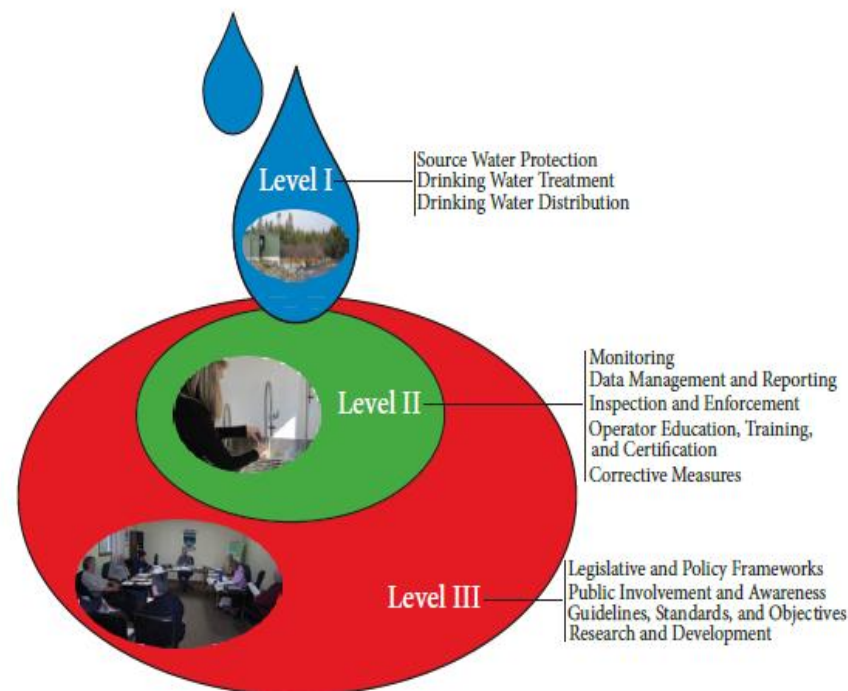 Level I
Source Water Protection
Drinking Water Treatment
Drinking Water Distribution
Level II
Monitoring
Data Management and Reporting
Inspection and Enforcement
Operator Education, Training,
and Certification
Corrective Measures
Level III
Legislative and Policy Frameworks
Public Involvement and Awareness
Guidelines, Standards, and Objectives
Research and Development